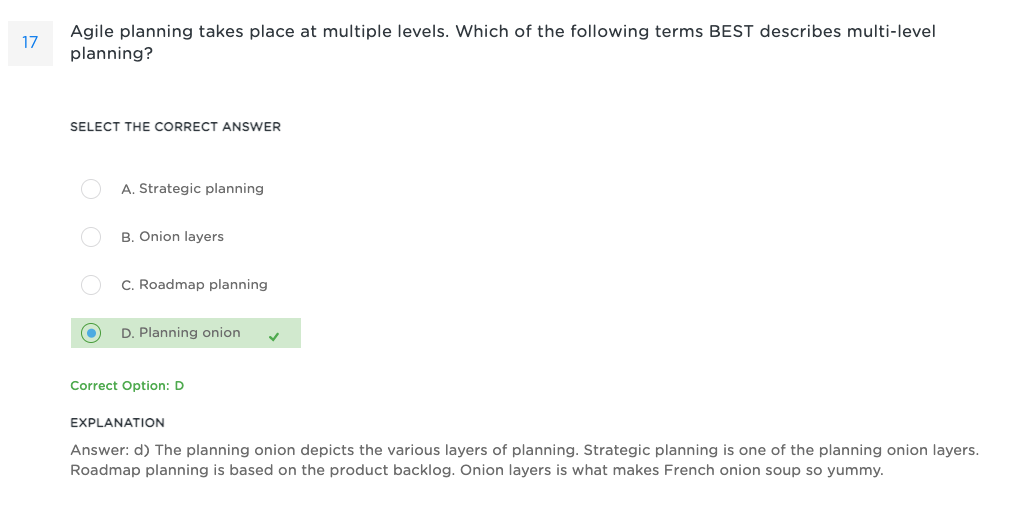 17
Agile planning takes place at multiple levels. Which of the following terms BEST describes multi-level
planning?
SELECT THE CORRECT ANSWER
A. Strategic planning
B. Onion layers
C. Roadmap planning
D. Planning onion
Correct Option: D
EXPLANATION
Answer: d) The planning onion depicts the various layers of planning. Strategic planning is one of the planning onion layers.
Roadmap planning is based on the product backlog. Onion layers is what makes French onion soup so yummy.